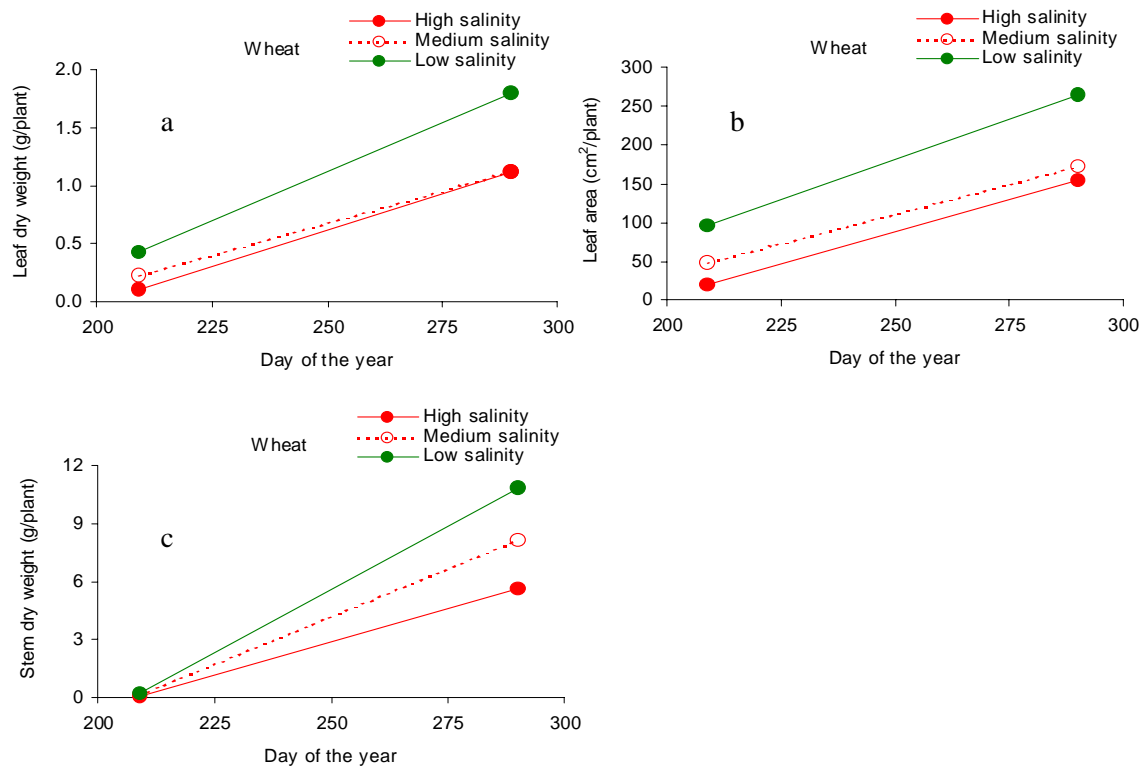 High salinity
Medium salinity
Low salinity
Wheat
a
2.0
1.5
1.0
0.5
0.0
200 225 250 275 300
Leaf dry weight (g/plant)
Day of the year
High salinity
Medium salinity
Low salinity
Wheat
b
300
250
200
150
100
50
0
200 225 250 275 300
Leaf area (cm²/plant)
Day of the year
High salinity
Medium salinity
Low salinity
Wheat
c
12
9
6
3
0
200 225 250 275 300
Stem dry weight (g/plant)
Day of the year